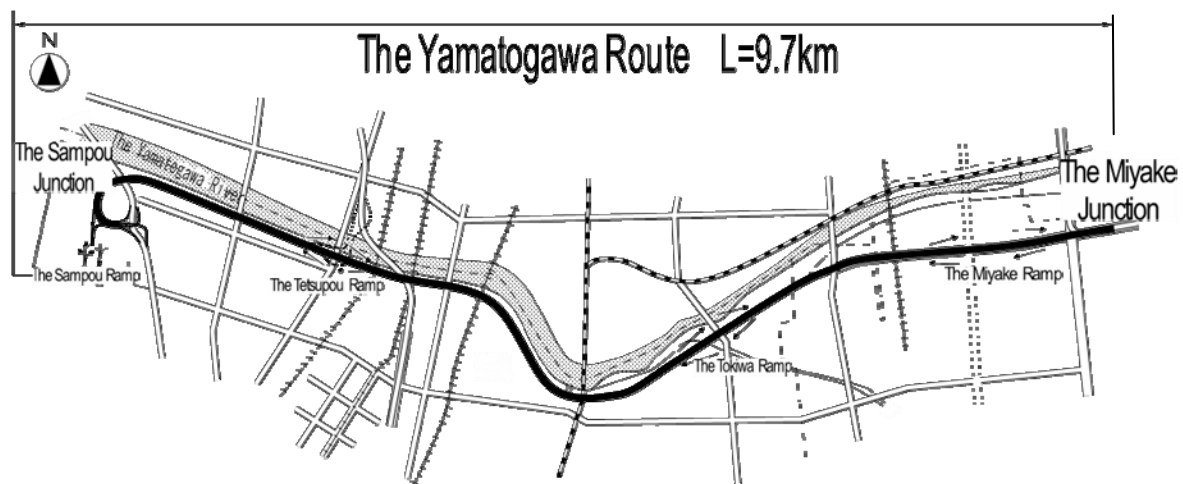 The Yamatogawa Route L=9.7km
N
The Yamatogawa River
The Sampou
Junction
The Miyake
Junction
The Sampou Ramp
The Tetsupou Ramp
The Miyake Ramp
The Tokiwa Ramp